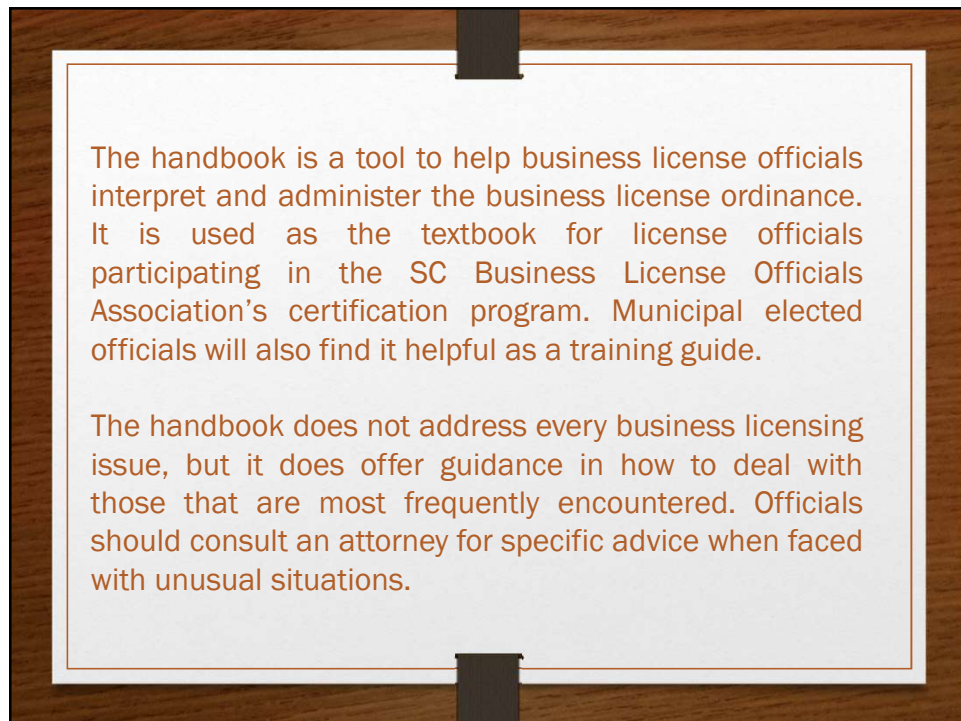 The handbook is a tool to help business license officials
interpret and administer the business license ordinance.
It is used as the textbook for license officials
participating in the SC Business License Officials
Association’s certification program. Municipal elected
officials will also find it helpful as a training guide.
The handbook does not address every business licensing
issue, but it does offer guidance in how to deal with
those that are most frequently encountered. Officials
should consult an attorney for specific advice when faced
with unusual situations.